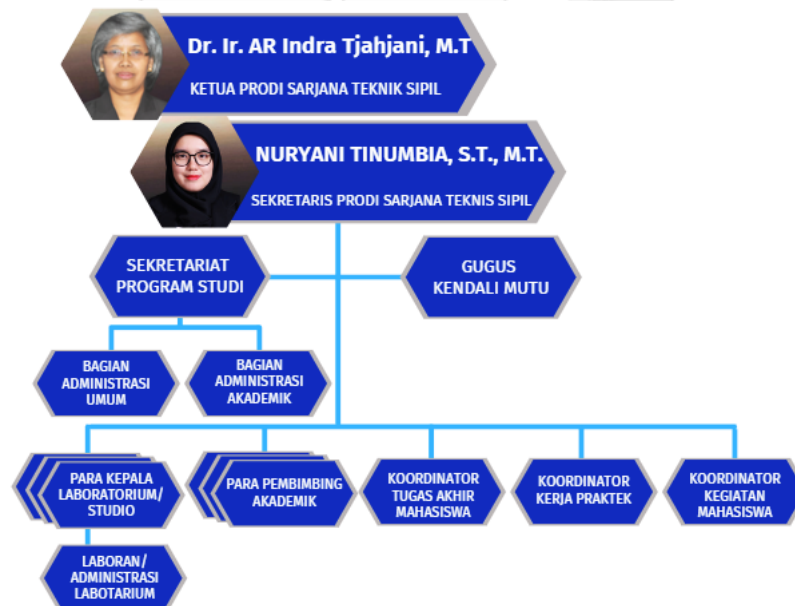 Dr. Ir. AR Indra Tjahjani, M.T
KETUA PRODI SARJANA TEKNIK SIPIL
NURYANI TINUMBIA, S.T., M.T.
SEKRETARIS PRODI SARJANA TEKNIS SIPIL
SEKRETARIAT
PROGRAM STUDI
GUGUS
KENDALI MUTU
BAGIAN
ADMINISTRASI
UMUM
BAGIAN
ADMINISTRASI
AKADEMIK
PARA KEPALA
LABORATORIUM/
STUDIO
PARA PEMBIMBING
AKADEMIK
KOORDINATOR
TUGAS AKHIR
MAHASISWA
KOORDINATOR
KERJA PRAKTEK
KOORDINATOR
KEGIATAN
MAHASISWA
LABORAN/
ADMINISTRASI
LABOTARIUM